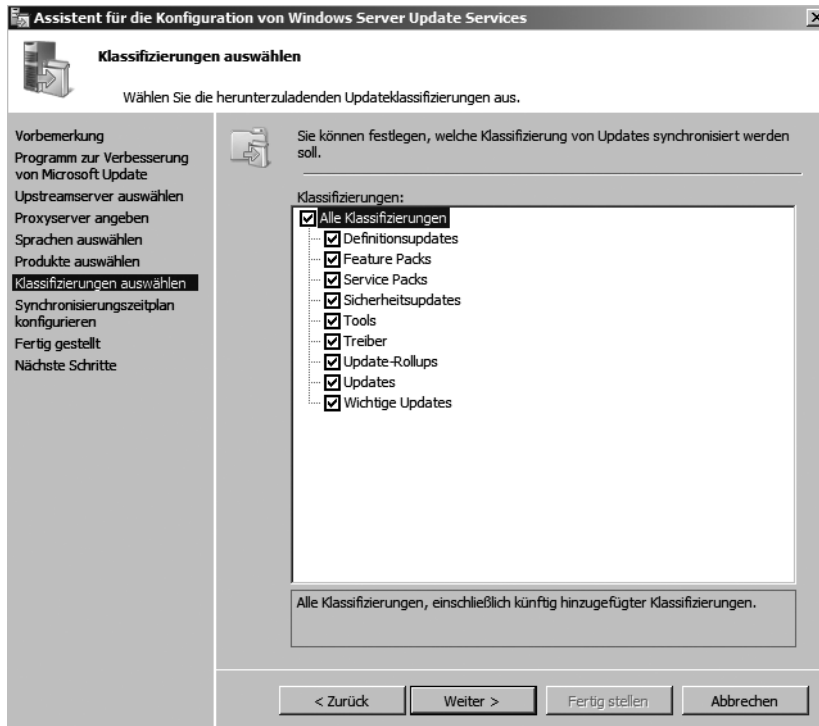 Assistent für die Konfiguration von Windows Server Update Services
Klassifizierungen auswählen
Wählen Sie die herunterzuladenden Updateklassifizierungen aus.
Vorbemerkung
Programm zur Verbesserung
von Microsoft Update
Upstreamserver auswählen
Proxyserver angeben
Sprachen auswählen
Produkte auswählen
Klassifizierungen auswählen
Synchronisierungszeitplan
konfigurieren
Fertig gestellt
Nächste Schritte
Sie können festlegen, welche Klassifizierung von Updates synchronisiert werden
soll.
Klassifizierungen:
Alle Klassifizierungen
Definitionsupdates
Feature Packs
Service Packs
Sicherheitsupdates
Tools
Treiber
Update-Rollups
Updates
Wichtige Updates
Alle Klassifizierungen, einschließlich künftig hinzugefügter Klassifizierungen.
< Zurück
Weiter >
Fertig stellen
Abbrechen